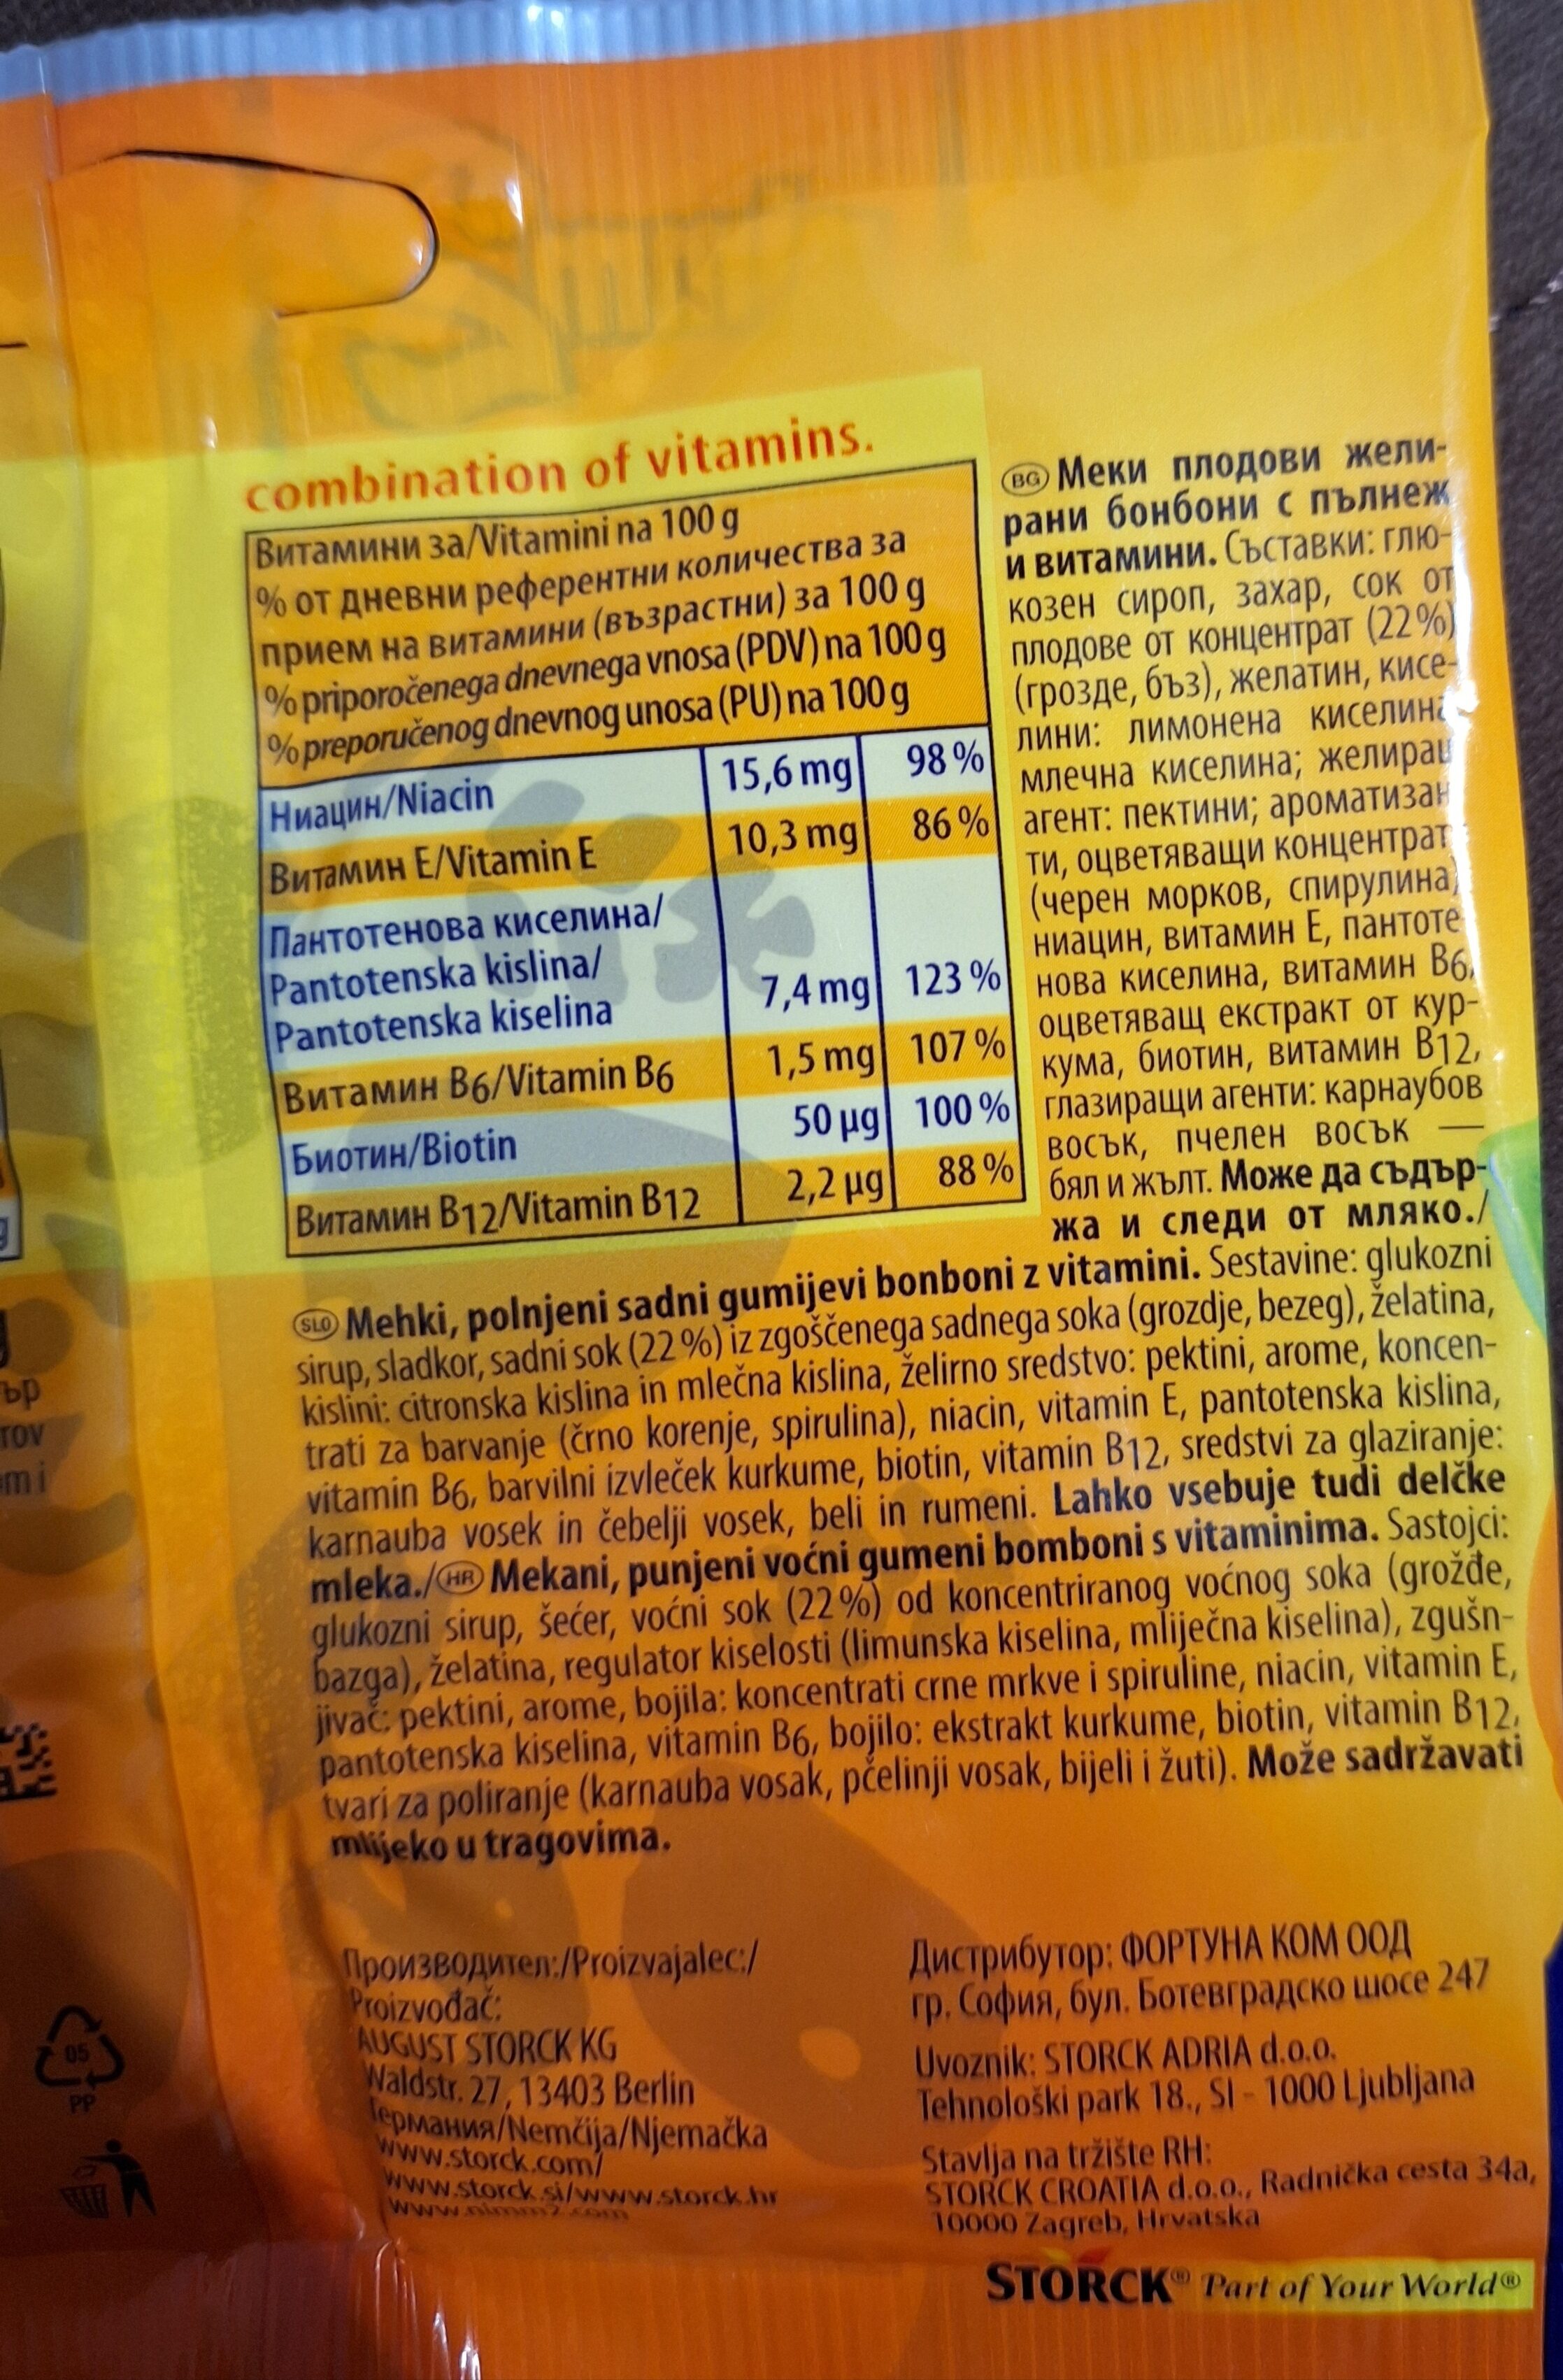 combination of vitamins.
Витамини за/Vitamini na 100 g
% от дневни референтни количества за
прием на витамини (възрастни) за 100 g
% priporočenega dnevnega vnosa (PDV) na 100 g
% preporučenog dnevnog unosa (PU) na 100 g
Ниацин/Niacin 15,6 mg 98 %
Витамин E/Vitamin E 10,3 mg 86 %
Пантотенова киселина/
Pantotenska kislina/
Pantotenska kiselina 7,4 mg 123 %
Витамин B6/Vitamin B6 1,5 mg 107 %
Биотин/Biotin 50 µg 100 %
Витамин B12/Vitamin B12 2,2 µg 88 %
BG Меки плодови жели-
рани бонбони с пълнеж
и витамини. Съставки: глю-
козен сироп, захар, сок от
плодове от концентрат (22 %)
(грозде, бъз), желатин, кисе-
лини: лимонена киселина
млечна киселина; желиращ
агент: пектини; ароматизан
ти, оцветяващи концентрат
(черен морков, спирулина)
ниацин, витамин E, пантоте-
нова киселина, витамин B6,
оцветяващ екстракт от кур-
кума, биотин, витамин B12,
глазиращи агенти: карнаубов
восък, пчелен восък —
бял и жълт. Може да съдър-
жа и следи от мляко./
SLO Mehki, polnjeni sadni gumijevi bonboni z vitamini. Sestavine: glukozni
sirup, sladkor, sadni sok (22 %) iz zgoščenega sadnega soka (grozdje, bezeg), želatina,
kislini: citronska kislina in mlečna kislina, želirno sredstvo: pektini, arome, koncen-
trati za barvanje (črno korenje, spirulina), niacin, vitamin E, pantotenska kislina,
vitamin B6, barvilni izvleček kurkume, biotin, vitamin B12, sredstvi za glaziranje:
karnauba vosek in čebelji vosek, beli in rumeni. Lahko vsebuje tudi delčke
mleka./HR Mekani, punjeni voćni gumeni bomboni s vitaminima. Sastojci:
glukozni sirup, šećer, voćni sok (22 %) od koncentriranog voćnog soka (grožđe,
bazga), želatina, regulator kiselosti (limunska kiselina, mliječna kiselina), zgušn-
jivač: pektini, arome, bojila: koncentrati crne mrkve i spiruline, niacin, vitamin E,
pantotenska kiselina, vitamin B6, bojilo: ekstrakt kurkume, biotin, vitamin B12,
tvari za poliranje (karnauba vosak, pčelinji vosak, bijeli i žuti). Može sadržavati
mlijeko u tragovima.
Производител:/Proizvajalec:/
Proizvođač:
AUGUST STORCK KG
Waldstr. 27, 13403 Berlin
Германия/Nemčija/Njemačka
www.storck.com/
www.storck.si/www.storck.hr
www.nimm2.com
Дистрибутор: ФОРТУНА КОМ ООД
гр. София, бул. Ботевградско шосе 247
Uvoznik: STORCK ADRIA d.o.o.
Tehnološki park 18., SI - 1000 Ljubljana
Stavlja na tržište RH:
STORCK CROATIA d.o.o., Radnička cesta 34a,
10000 Zagreb, Hrvatska
STORCK® Part of Your World®
05
PP